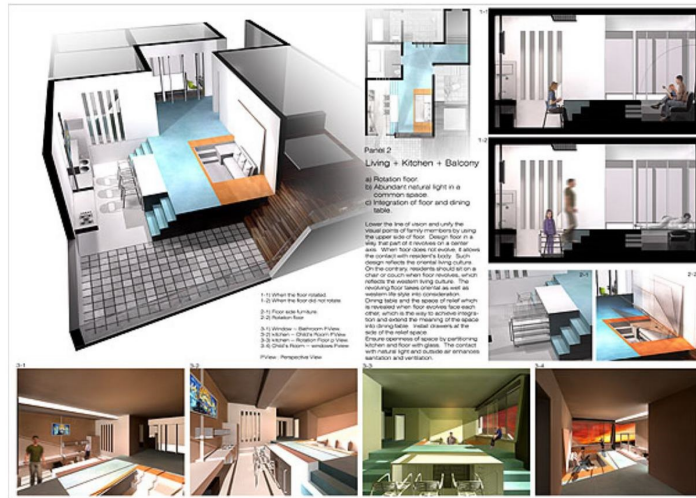 Panel 2
Living + Kitchen + Balcony
a) Rotation floor.
b) Abundant natural light in a
common space.
c) Integration of floor and dining
table.
Lower the line of vision and unify the
visual points of family members by using
the upper side of floor. Design floor in a
way that part of it revolves on a center
axis. When floor does not evolve, it allows
the contact with resident's body. Such
design reflects the oriental living culture.
On the contrary, residents should sit on a
chair or couch when floor revolves, which
reflects the western living culture. The
revolving floor takes oriental as well as
western life style into consideration.
Dining table and the space of relief which
is revealed when floor evolves face each
other, which is the way to achieve integra-
tion and extend the meaning of the space
into dining table. Install drawers at the
side of the relief space.
Ensure openness of space by partitioning
kitchen and floor with glass. The contact
with natural light and outside air enhances
sanitation and ventilation.
1-1) When the floor rotated.
1-2) When the floor did not rotate.
2-1) Floor side furniture.
2-2) Rotation floor.
3-1) Window - Bathroom P.View
3-2) kitchen - Child's Room P.View
3-3) kitchen - Rotation Floor p View.
3-4) Child's Room - windows P.view
P.View : Perspective View
1-1
1-2
2-1
2-2
3-1
3-2
3-3
3-4